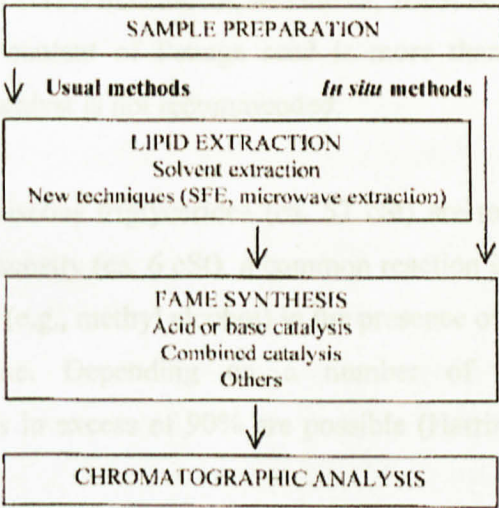 SAMPLE PREPARATION
Usual methods
In situ methods
LIPID EXTRACTION
Solvent extraction
New techniques (SFE, microwave extraction)
FAME SYNTHESIS
Acid or base catalysis
Combined catalysis
Others
CHROMATOGRAPHIC ANALYSIS